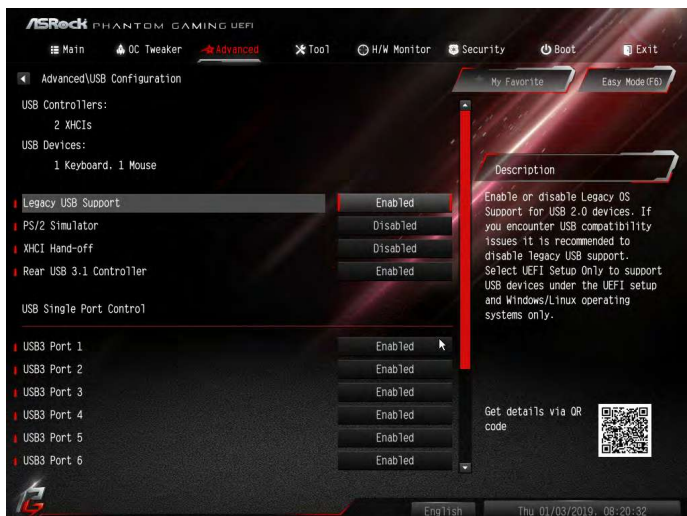 ASRock PHANTOM GAMING UEFI
Main OC Tweaker Advanced Tool H/W Monitor Security Boot Exit
Advanced\USB Configuration
My Favorite Easy Mode(F6)
USB Controllers:
2 XHCIs
USB Devices:
1 Keyboard. 1 Mouse
Legacy USB Support Enabled
PS/2 Simulator Disabled
XHCI Hand-off Disabled
Rear USB 3.1 Controller Enabled
USB Single Port Control
USB3 Port 1 Enabled
USB3 Port 2 Enabled
USB3 Port 3 Enabled
USB3 Port 4 Enabled
USB3 Port 5 Enabled
USB3 Port 6 Enabled
Description
Enable or disable Legacy OS
Support for USB 2.0 devices. If
you encounter USB compatibility
issues it is recommended to
disable legacy USB support.
Select UEFI Setup Only to support
USB devices under the UEFI setup
and Windows/Linux operating
systems only.
Get details via QR
code
English Thu 01/03/2019. 08:20:32